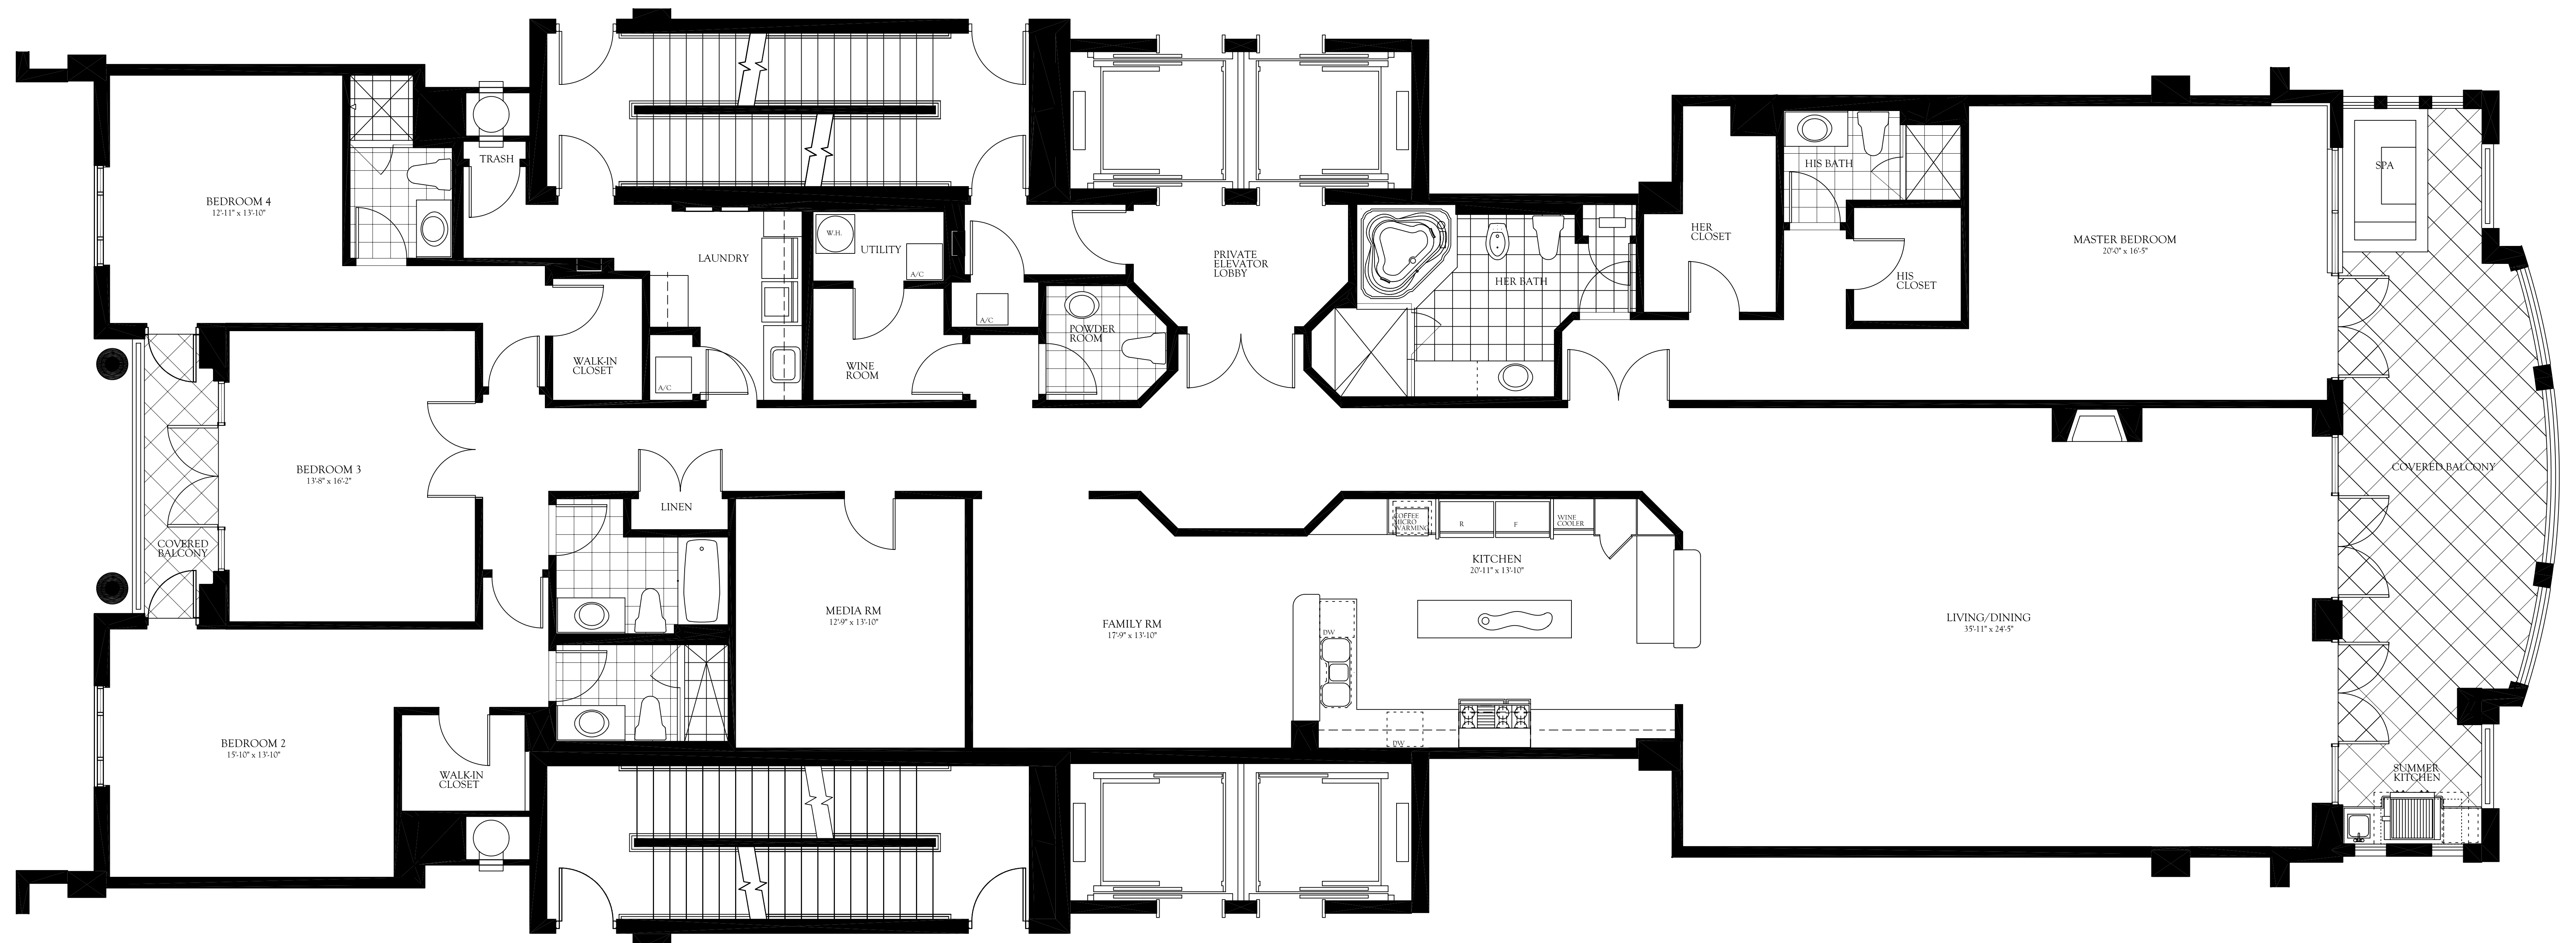 TRASH
BEDROOM 4
12'-11" x 13'-10"
HIS BATH
SPA
W.H.
UTILITY
A/C
LAUNDRY
PRIVATE
ELEVATOR
LOBBY
HER
CLOSET
MASTER BEDROOM
20'-0" x 16'-5"
HER BATH
HIS
CLOSET
A/C
POWDER
ROOM
WALK-IN
CLOSET
WINE
ROOM
A/C
BEDROOM 3
13'-8" x 16'-2"
COVERED BALCONY
LINEN
COFFEE
MICRO
WARMING
R
F
WINE
COOLER
COVERED
BALCONY
KITCHEN
20'-11" x 13'-10"
MEDIA RM
12'-9" x 13'-10"
FAMILY RM
17'-9" x 13'-10"
DW
LIVING/DINING
35'-11" x 24'-5"
BEDROOM 2
15'-10" x 13'-10"
DW
WALK-IN
CLOSET
SUMMER
KITCHEN